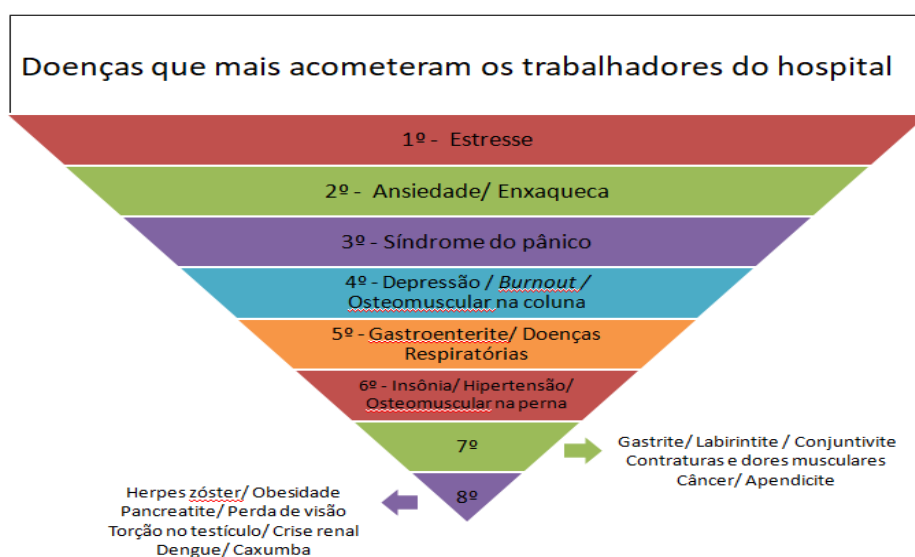 Doenças que mais acometeram os trabalhadores do hospital
1º - Estresse
2º - Ansiedade/ Enxaqueca
3º - Síndrome do pânico
4º - Depressão / Burnout /
Osteomuscular na coluna
5º - Gastroenterite/ Doenças
Respiratórias
6º - Insônia/ Hipertensão/
Osteomuscular na perna
7º
Gastrite/ Labirintite / Conjuntivite
Contraturas e dores musculares
Câncer/ Apendicite
8º
Herpes zóster/ Obesidade
Pancreatite/ Perda de visão
Torção no testículo/ Crise renal
Dengue/ Caxumba